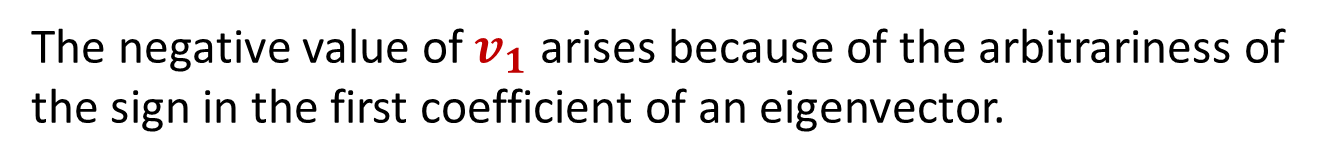 The negative value of v₁ arises because of the arbitrariness of
the sign in the first coefficient of an eigenvector.